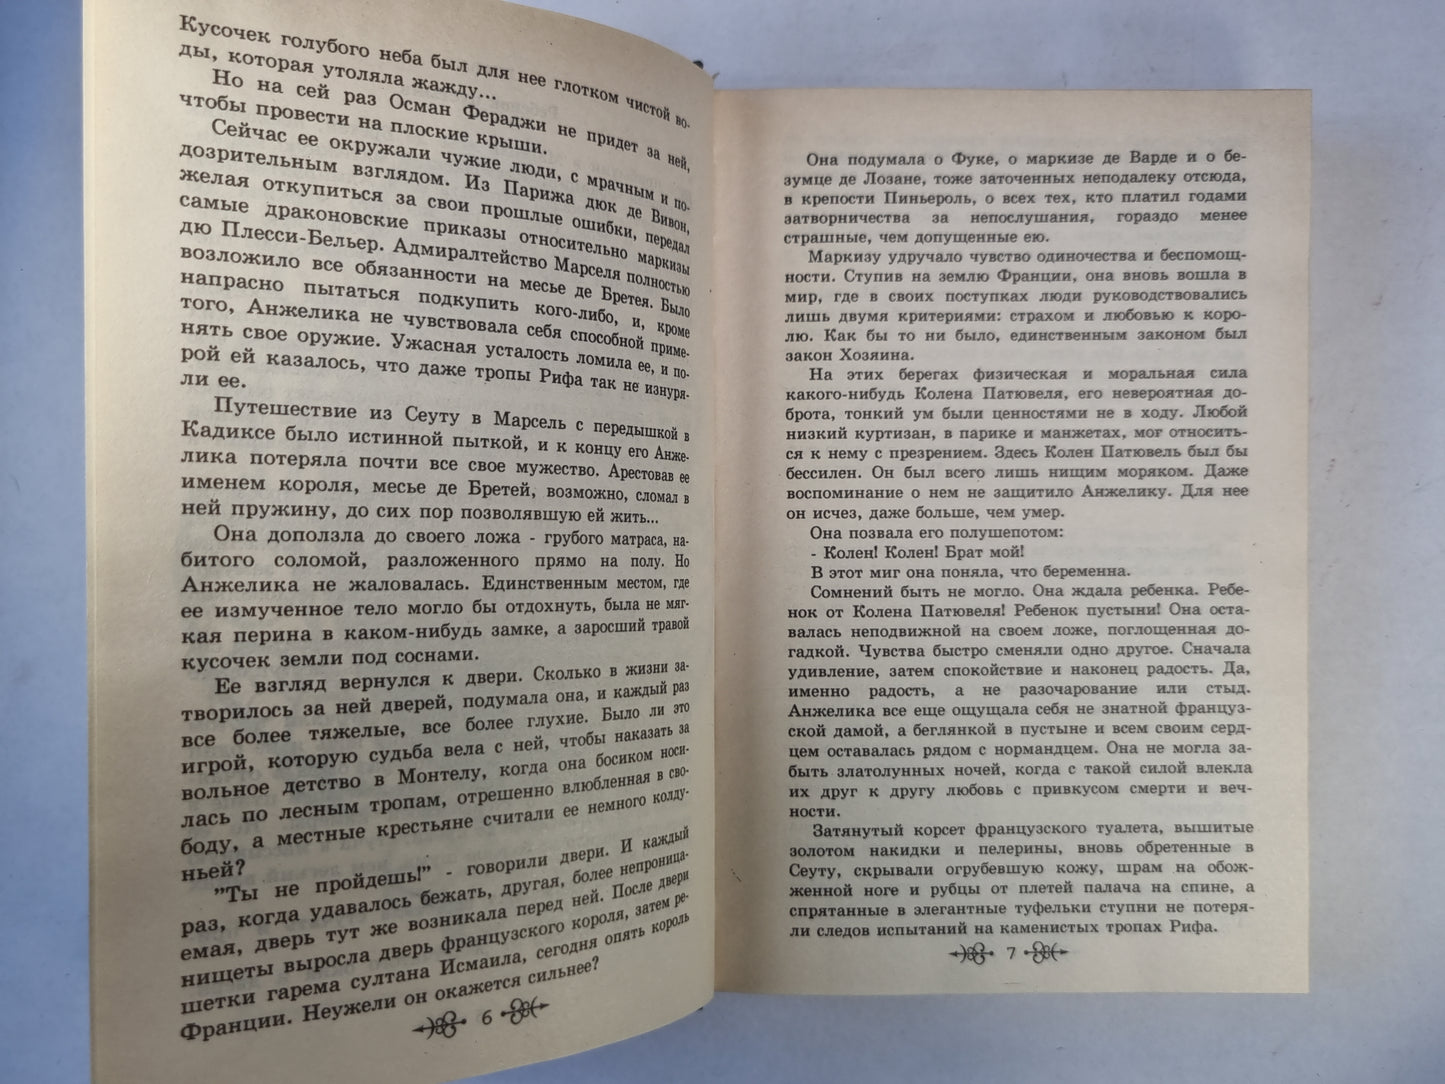 Кусочек голубого неба был для нее глотком чистой во-
ды, которая утоляла жажду...
Но на сей раз Осман Фераджи не придет за ней,
чтобы провести на плоские крыши.
Сейчас ее окружали чужие люди, с мрачным и по-
дозрительным взглядом. Из Парижа дюк де Вивон,
желая откупиться за свои прошлые ошибки, передал
самые драконовские приказы относительно маркизы
дю Плесси-Бельер. Адмиралтейство Марселя полностью
возложило все обязанности на месье де Бретея. Было
напрасно пытаться подкупить кого-либо, и, кроме
того, Анжелика не чувствовала себя способной приме-
нять свое оружие. Ужасная усталость ломила ее, и по-
рой ей казалось, что даже тропы Рифа так не изнуря-
ли ее.
Путешествие из Сеуту в Марсель с передышкой в
Кадиксе было истинной пыткой, и к концу его Анже-
лика потеряла почти все свое мужество. Арестовав ее
именем короля, месье де Бретей, возможно, сломал в
ней пружину, до сих пор позволявшую ей жить...
Она доползла до своего ложа - грубого матраса, на-
битого соломой, разложенного прямо на полу. Но
Анжелика не жаловалась. Единственным местом, где
ее измученное тело могло бы отдохнуть, была не мяг-
кая перина в каком-нибудь замке, а заросший травой
кусочек земли под соснами.
Ее взгляд вернулся к двери. Сколько в жизни за-
творилось за ней дверей, подумала она, и каждый раз
все более тяжелые, все более глухие. Было ли это
игрой, которую судьба вела с ней, чтобы наказать за
вольное детство в Монтелу, когда она босиком носи-
лась по лесным тропам, отрешенно влюбленная в сво-
боду, а местные крестьяне считали ее немного колду-
ньей?
"Ты не пройдешь!" - говорили двери. И каждый
раз, когда удавалось бежать, другая, более непроница-
емая, дверь тут же возникала перед ней. После двери
нищеты выросла дверь французского короля, затем ре-
шетки гарема султана Исмаила, сегодня опять король
Франции. Неужели он окажется сильнее?
6
Она подумала о Фуке, о маркизе де Варде и о бе-
зумце де Лозане, тоже заточенных неподалеку отсюда,
в крепости Пиньероль, о всех тех, кто платил годами
затворничества за непослушания, гораздо менее
страшные, чем допущенные ею.
Маркизу удручало чувство одиночества и беспомощ-
ности. Ступив на землю Франции, она вновь вошла в
мир, где в своих поступках люди руководствовались
лишь двумя критериями: страхом и любовью к коро-
лю. Как бы то ни было, единственным законом был
закон Хозяина.
На этих берегах физическая и моральная сила
какого-нибудь Колена Патювеля, его невероятная до-
брота, тонкий ум были ценностями не в ходу. Любой
низкий куртизан, в парике и манжетах, мог относить-
ся к нему с презрением. Здесь Колен Патювель был бы
бессилен. Он был всего лишь нищим моряком. Даже
воспоминание о нем не защитило Анжелику. Для нее
он исчез, даже больше, чем умер.
Она позвала его полушепотом:
- Колен! Колен! Брат мой!
В этот миг она поняла, что беременна.
Сомнений быть не могло. Она ждала ребенка. Ребе-
нок от Колена Патювеля! Ребенок пустыни! Она оста-
валась неподвижной на своем ложе, поглощенная до-
гадкой. Чувства быстро сменяли одно другое. Сначала
удивление, затем спокойствие и наконец радость. Да,
именно радость, а не разочарование или стыд.
Анжелика все еще ощущала себя не знатной француз-
ской дамой, а беглянкой в пустыне и всем своим серд-
цем оставалась рядом с нормандцем. Она не могла за-
быть златолунных ночей, когда с такой силой влекла
их друг к другу любовь с привкусом смерти и веч-
ности.
Затянутый корсет французского туалета, вышитые
золотом накидки и пелерины, вновь обретенные в
Сеуту, скрывали огрубевшую кожу, шрам на обож-
женной ноге и рубцы от плетей палача на спине, а
спрятанные в элегантные туфельки ступни не потеря-
ли следов испытаний на каменистых тропах Рифа.
7